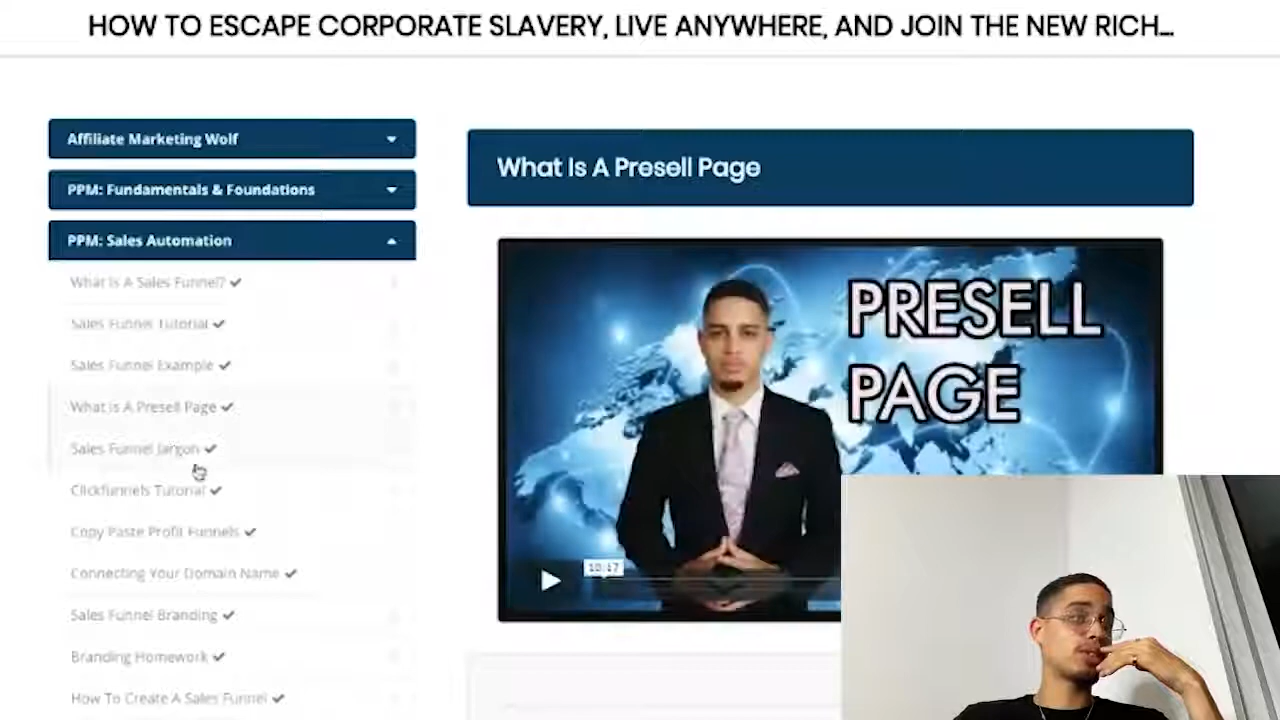 HOW TO ESCAPE CORPORATE SLAVERY, LIVE ANYWHERE, AND JOIN THE NEW RICH...
Affiliate Marketing Wolf
PPM: Fundamentals & Foundations
PPM: Sales Automation
What Is A Sales Funnel?
Sales Funnel Tutorial
Sales Funnel Example
What is A Presell Page
Sales Funnel Jargon
Clickfunnels Tutorial
Copy Paste Profit Funnels
Connecting Your Domain Name
Sales Funnel Branding
Branding Homework
How To Create A Sales Funnel
What Is A Presell Page
PRESELL
PAGE
10:17